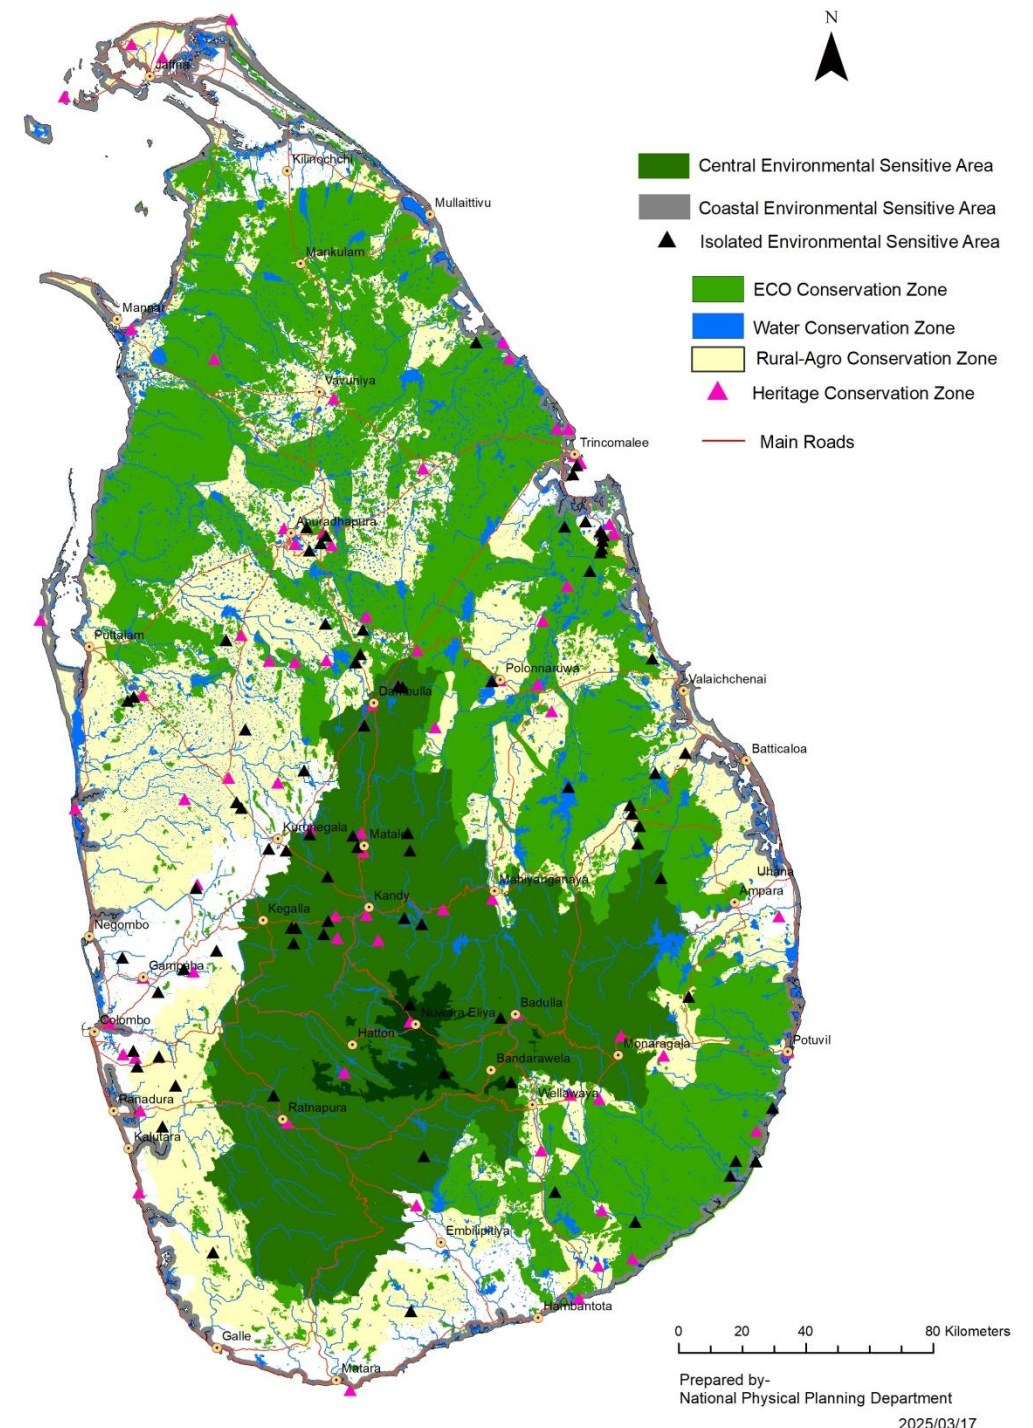 N
Central Environmental Sensitive Area
Coastal Environmental Sensitive Area
Isolated Environmental Sensitive Area
ECO Conservation Zone
Water Conservation Zone
Rural-Agro Conservation Zone
Heritage Conservation Zone
Main Roads
Jaffna
Kilinochchi
Mullaittivu
Mankulam
Mannar
Vavuniya
Trincomalee
Anuradhapura
Puttalam
Polonnaruwa
Valaichchenai
Dambulla
Batticaloa
Kurunegala
Matale
Mahiyanganaya
Uhana
Ampara
Kandy
Kegalla
Negombo
Gampaha
Nuwara Eliya
Badulla
Colombo
Hatton
Monaragala
Potuvil
Bandarawela
Wellawaya
Panadura
Ratnapura
Kalutara
Embilipitiya
Hambantota
Galle
Matara
0 20 40 80 Kilometers
Prepared by-
National Physical Planning Department
2025/03/17